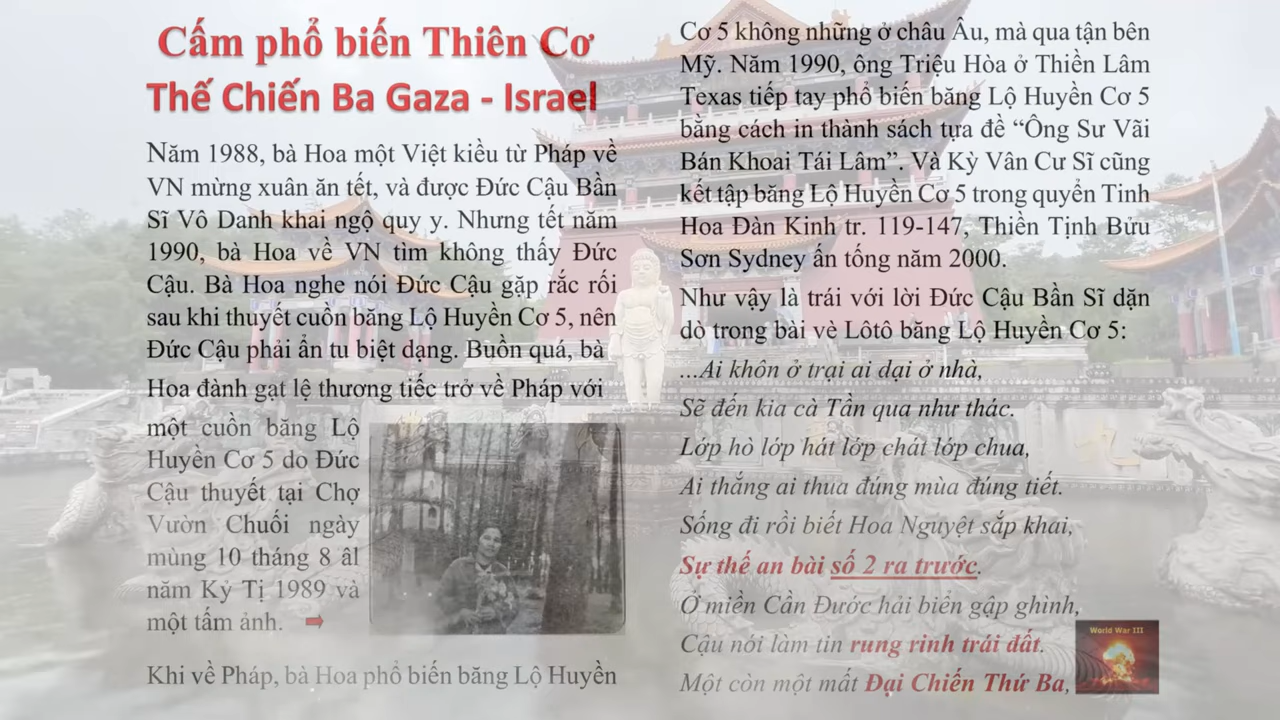 Cấm phổ biến Thiên Cơ
Thế Chiến Ba Gaza - Israel
Năm 1988, bà Hoa một Việt kiều từ Pháp về
VN mừng xuân ăn tết, và được Đức Cậu Bần
Sĩ Vô Danh khai ngộ quy y. Nhưng tết năm
1990, bà Hoa về VN tìm không thấy Đức
Cậu. Bà Hoa nghe nói Đức Cậu gặp rắc rối
sau khi thuyết cuồn băng Lộ Huyền Cơ 5, nên
Đức Cậu phải ẩn tu biệt dạng. Buồn quá, bà
Hoa đành gạt lệ thương tiếc trở về Pháp với
một cuồn băng Lộ
Huyền Cơ 5 do Đức
Cậu thuyết tại Chợ
Vườn Chuối ngày
mùng 10 tháng 8 âl
năm Kỷ Tị 1989 và
một tấm ảnh.
Khi về Pháp, bà Hoa phổ biến băng Lộ Huyền
Cơ 5 không những ở châu Âu, mà qua tận bên
Mỹ. Năm 1990, ông Triệu Hòa ở Thiền Lâm
Texas tiếp tay phổ biến băng Lộ Huyền Cơ 5
bằng cách in thành sách tựa đề “Ông Sư Vãi
Bán Khoai Tái Lâm”. Và Kỳ Vân Cư Sĩ cũng
kết tập băng Lộ Huyền Cơ 5 trong quyển Tinh
Hoa Đàn Kinh tr. 119-147, Thiền Tịnh Bửu
Sơn Sydney ấn tống năm 2000.
Như vậy là trái với lời Đức Cậu Bần Sĩ dặn
dò trong bài vè Lôtô băng Lộ Huyền Cơ 5:
...Ai khôn ở trại ai dại ở nhà,
Sẽ đến kia cà Tần qua như thác.
Lớp hò lớp hát lớp chát lớp chua,
Ai thắng ai thua đúng mùa đúng tiết.
Sống đi rồi biết Hoa Nguyệt sắp khai,
Sự thế an bài số 2 ra trước.
Ở miền Cần Đước hải biển gập ghình,
Cậu nói làm tin rung rinh trái đất.
Một còn một mất Đại Chiến Thứ Ba,
World War III